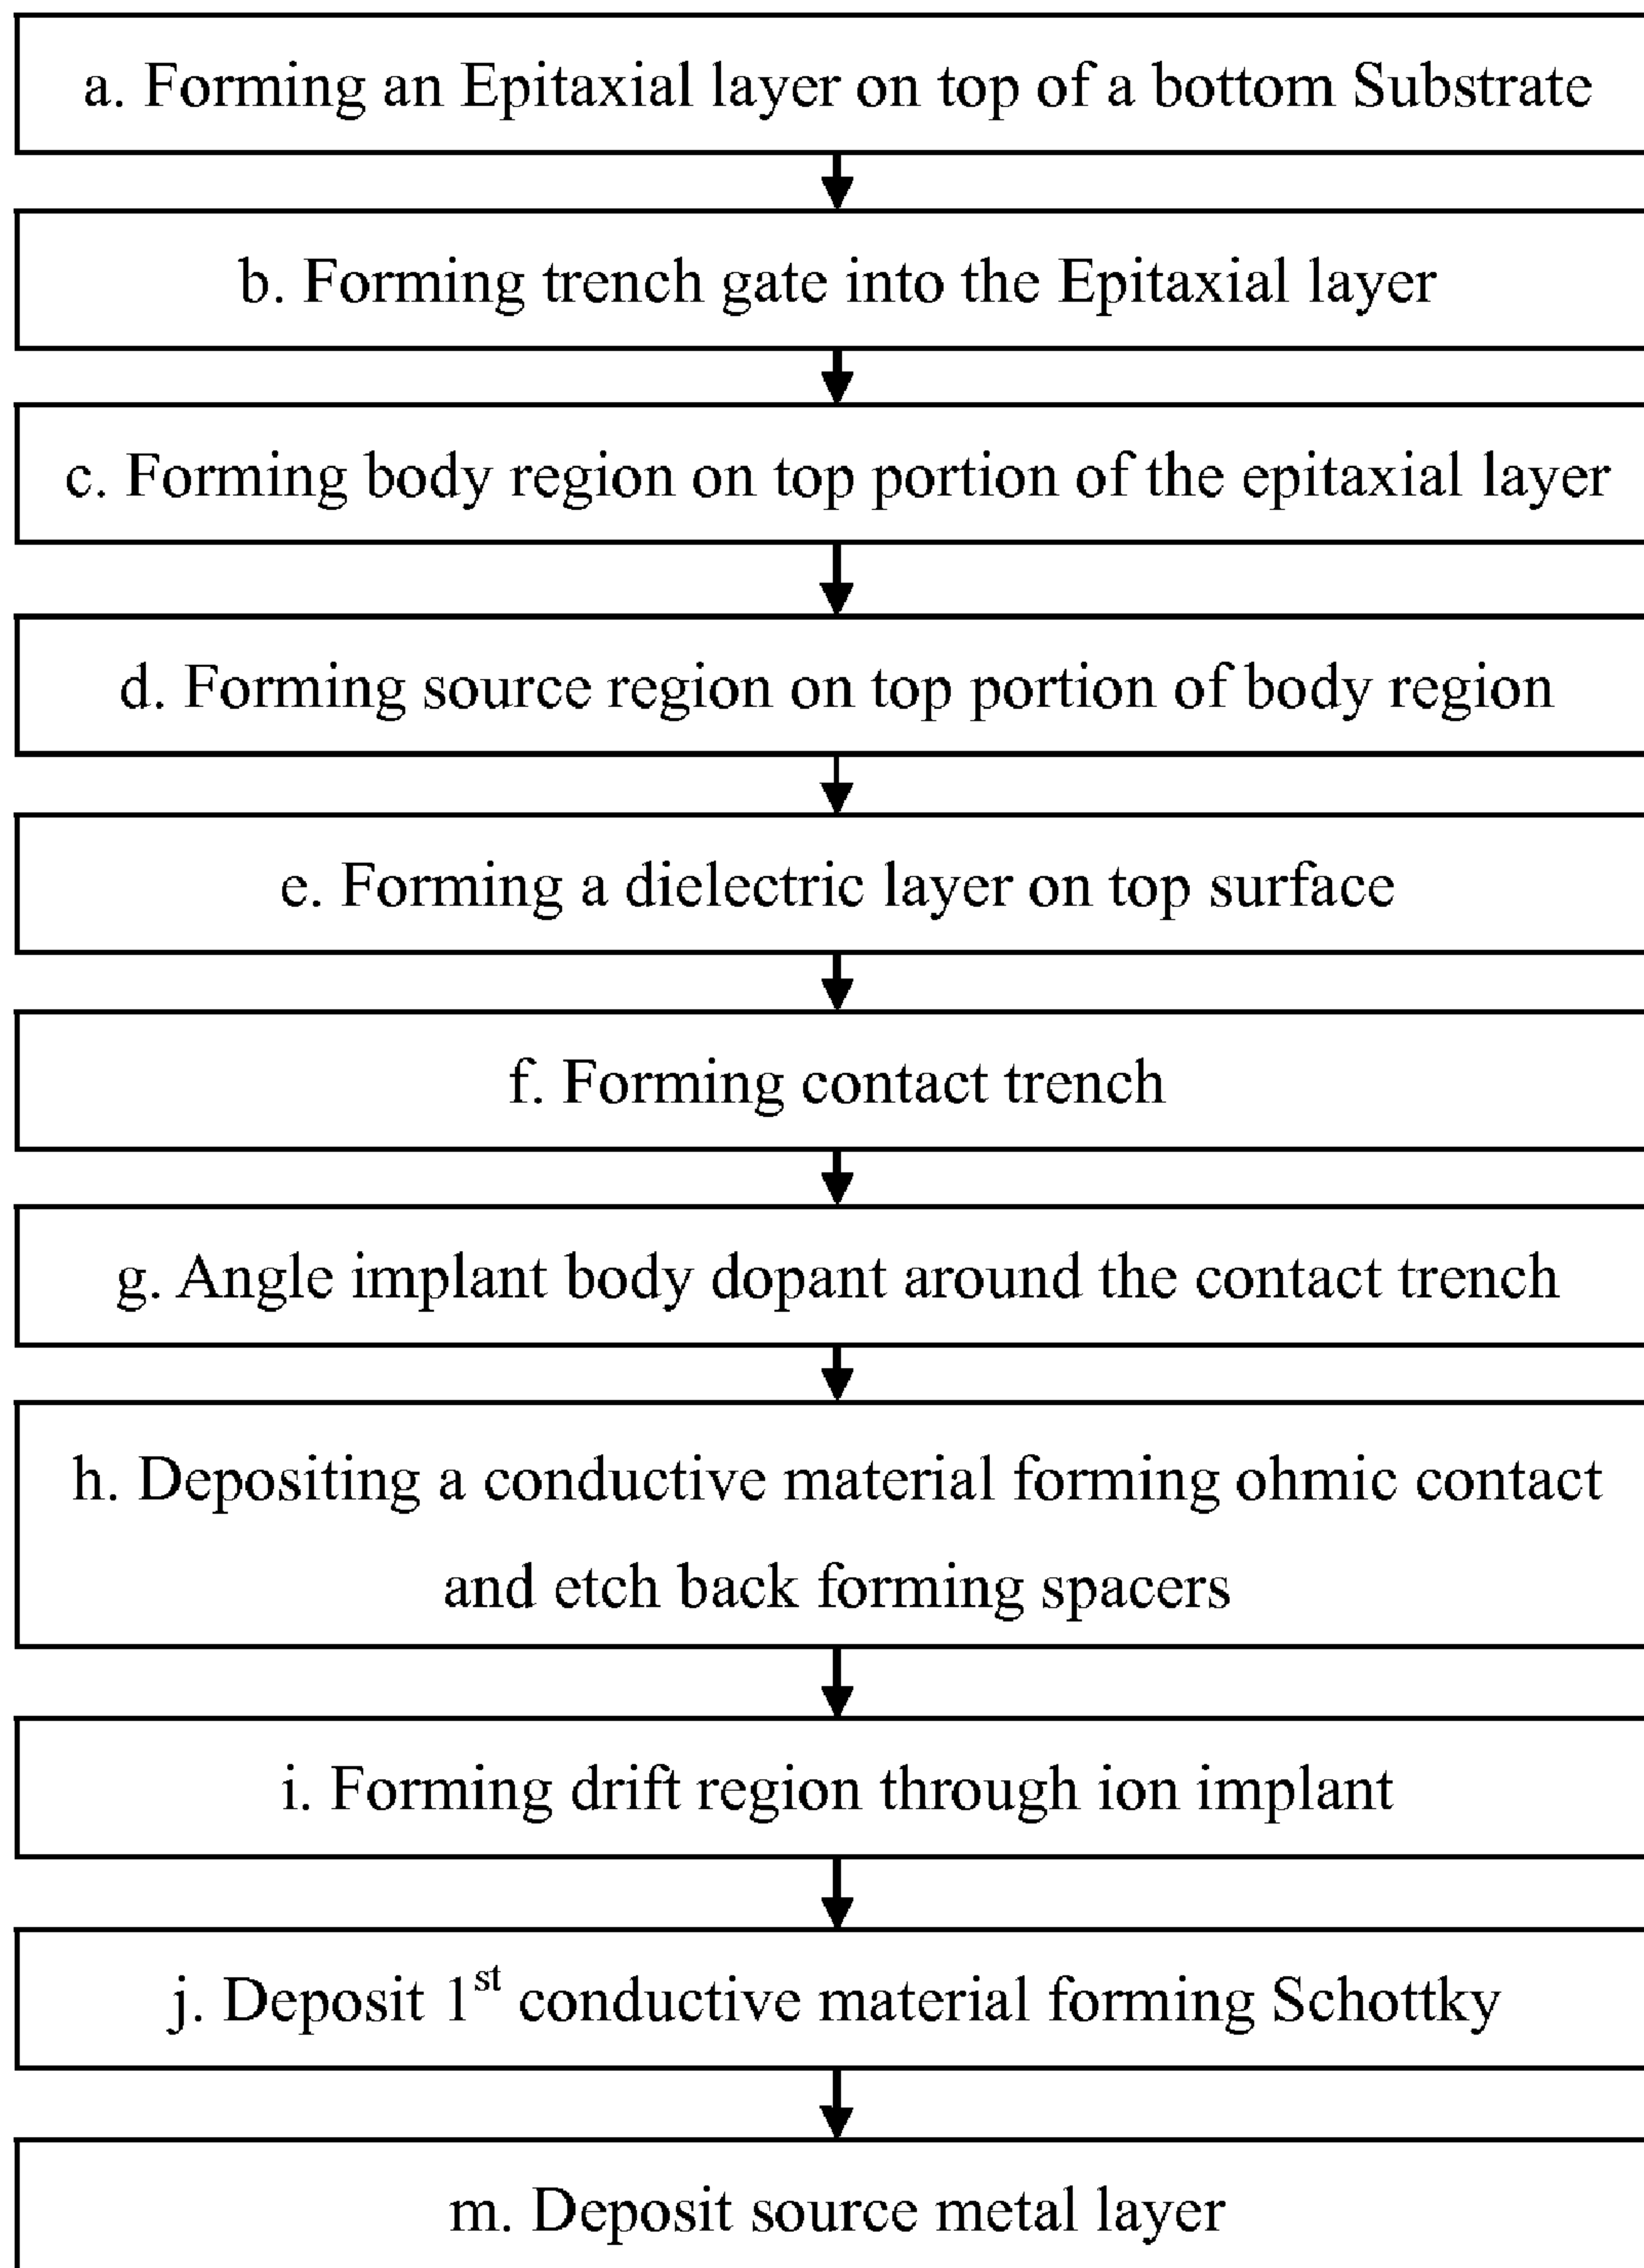 a. Forming an Epitaxial layer on top of a bottom Substrate
b. Forming trench gate into the Epitaxial layer
c. Forming body region on top portion of the epitaxial layer
d. Forming source region on top portion of body region
e. Forming a dielectric layer on top surface
f. Forming contact trench
g. Angle implant body dopant around the contact trench
h. Depositing a conductive material forming ohmic contact
and etch back forming spacers
i. Forming drift region through ion implant
j. Deposit 1st conductive material forming Schottky
m. Deposit source metal layer